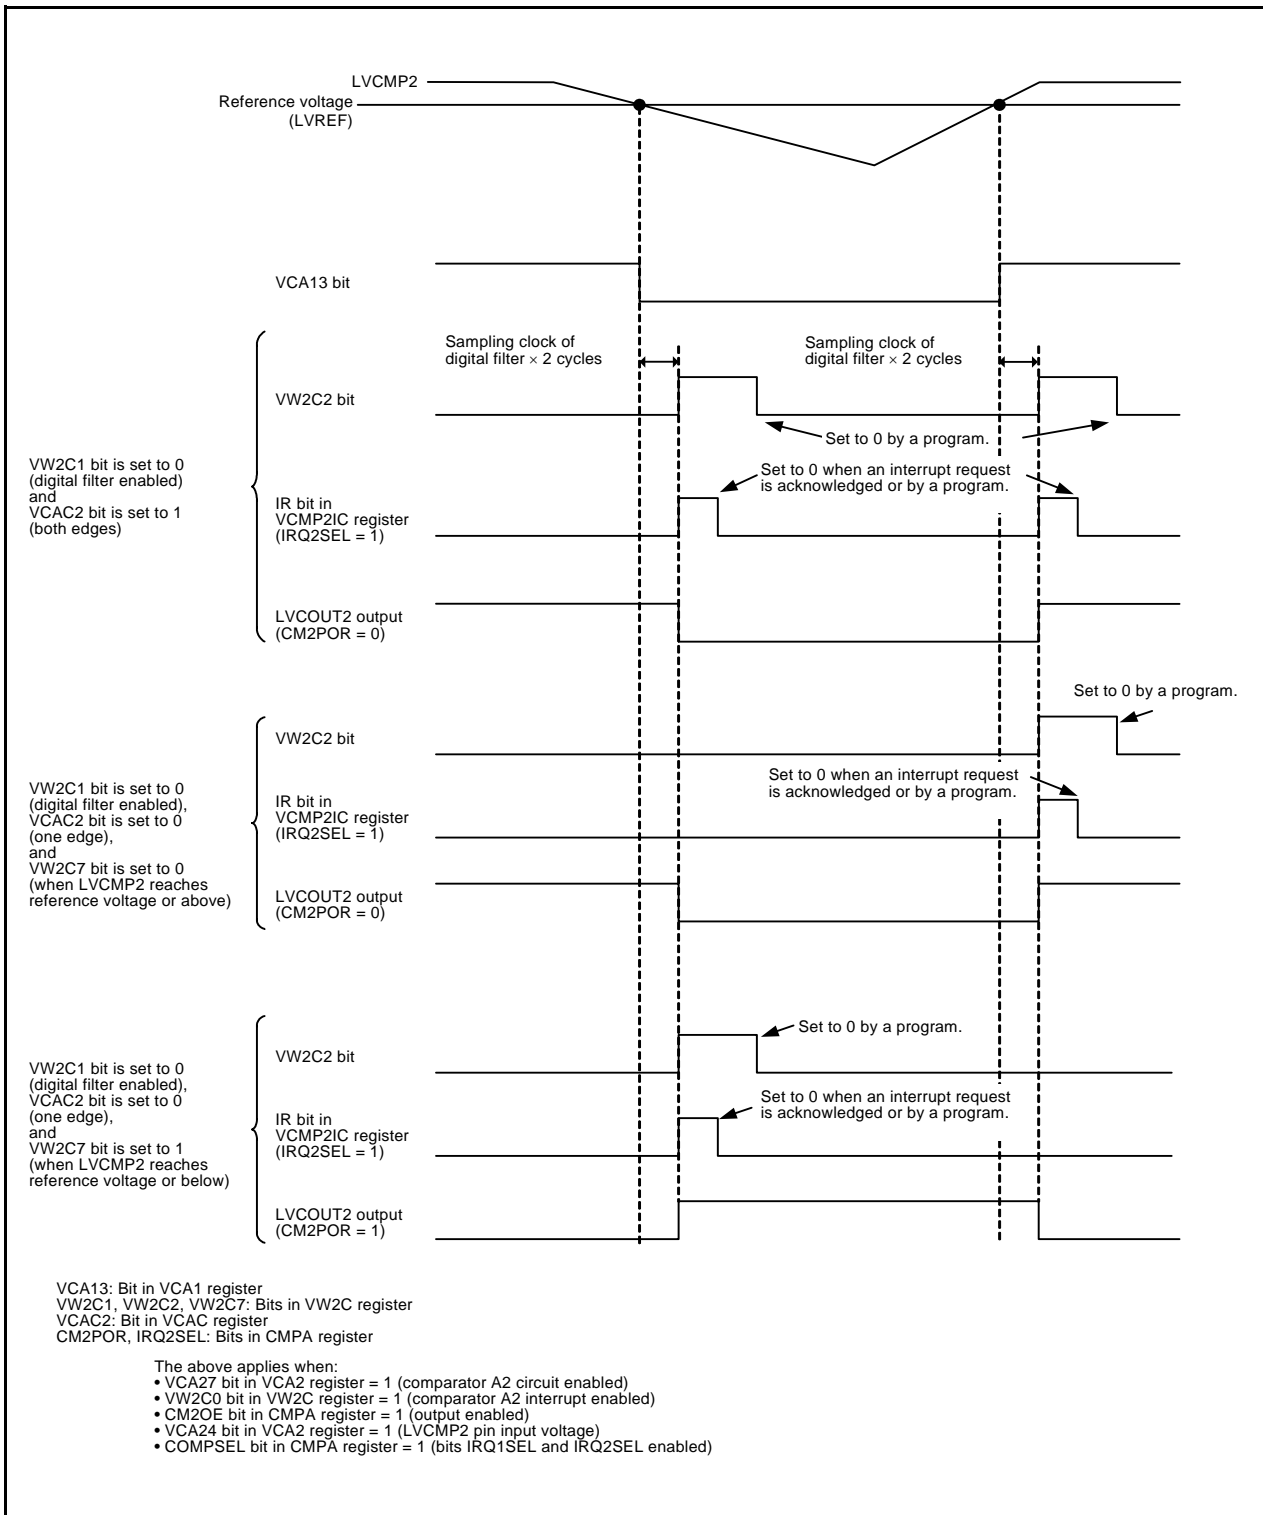 LVCMP2
Reference voltage
(LVREF)
VCA13 bit
Sampling clock of
digital filter × 2 cycles
Sampling clock of
digital filter × 2 cycles
VW2C2 bit
Set to 0 by a program.
VW2C1 bit is set to 0
(digital filter enabled)
and
VCAC2 bit is set to 1
(both edges)
Set to 0 when an interrupt request
is acknowledged or by a program.
IR bit in
VCMP2IC register
(IRQ2SEL = 1)
LVCOUT2 output
(CM2POR = 0)
Set to 0 by a program.
VW2C2 bit
VW2C1 bit is set to 0
(digital filter enabled),
VCAC2 bit is set to 0
(one edge),
and
VW2C7 bit is set to 0
(when LVCMP2 reaches
reference voltage or above)
Set to 0 when an interrupt request
is acknowledged or by a program.
IR bit in
VCMP2IC register
(IRQ2SEL = 1)
LVCOUT2 output
(CM2POR = 0)
Set to 0 by a program.
VW2C2 bit
VW2C1 bit is set to 0
(digital filter enabled),
VCAC2 bit is set to 0
(one edge),
and
VW2C7 bit is set to 1
(when LVCMP2 reaches
reference voltage or below)
Set to 0 when an interrupt request
is acknowledged or by a program.
IR bit in
VCMP2IC register
(IRQ2SEL = 1)
LVCOUT2 output
(CM2POR = 1)
VCA13: Bit in VCA1 register
VW2C1, VW2C2, VW2C7: Bits in VW2C register
VCAC2: Bit in VCAC register
CM2POR, IRQ2SEL: Bits in CMPA register
The above applies when:
• VCA27 bit in VCA2 register = 1 (comparator A2 circuit enabled)
• VW2C0 bit in VW2C register = 1 (comparator A2 interrupt enabled)
• CM2OE bit in CMPA register = 1 (output enabled)
• VCA24 bit in VCA2 register = 1 (LVCMP2 pin input voltage)
• COMPSEL bit in CMPA register = 1 (bits IRQ1SEL and IRQ2SEL enabled)